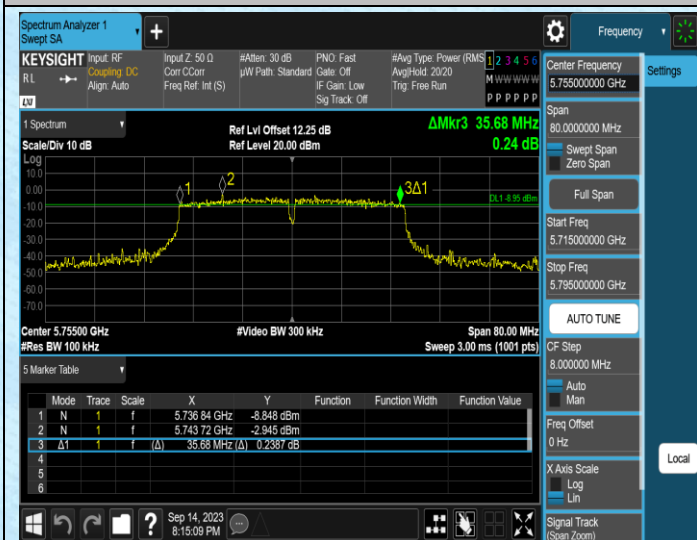 Spectrum Analyzer 1
Swept SA
+
Frequency
KEYSIGHT
RL
LXI
Input: RF
Coupling: DC
Align: Auto
Input Z: 50 Ω
Corr CCorr
Freq Ref: Int (S)
#Atten: 30 dB
µW Path: Standard
PNO: Fast
Gate: Off
IF Gain: Low
Sig Track: Off
#Avg Type: Power (RMS
Avg|Hold: 20/20
Trig: Free Run
1 2 3 4 5 6
M W W W W W
P P P P P P
Center Frequency
5.755000000 GHz
Settings
Span
80.0000000 MHz
Swept Span
Zero Span
Full Span
Start Freq
5.715000000 GHz
Stop Freq
5.795000000 GHz
AUTO TUNE
CF Step
8.000000 MHz
Auto
Man
Freq Offset
0 Hz
X Axis Scale
Log
Lin
Signal Track
(Span Zoom)
Local
1 Spectrum
Scale/Div 10 dB
Ref Lvl Offset 12.25 dB
Ref Level 20.00 dBm
ΔMkr3 35.68 MHz
0.24 dB
Log
10.0
0.00
-10.0
-20.0
-30.0
-40.0
-50.0
-60.0
-70.0
1
2
3Δ1
DL1 -8.95 dBm
Center 5.75500 GHz
#Video BW 300 kHz
Span 80.00 MHz
#Res BW 100 kHz
Sweep 3.00 ms (1001 pts)
5 Marker Table
Mode Trace Scale X Y Function Function Width Function Value
1 N 1 f 5.736 84 GHz -8.848 dBm
2 N 1 f 5.743 72 GHz -2.945 dBm
3 Δ1 1 f (Δ) 35.68 MHz (Δ) 0.2387 dB
4
5
6
?
Sep 14, 2023
8:15:09 PM